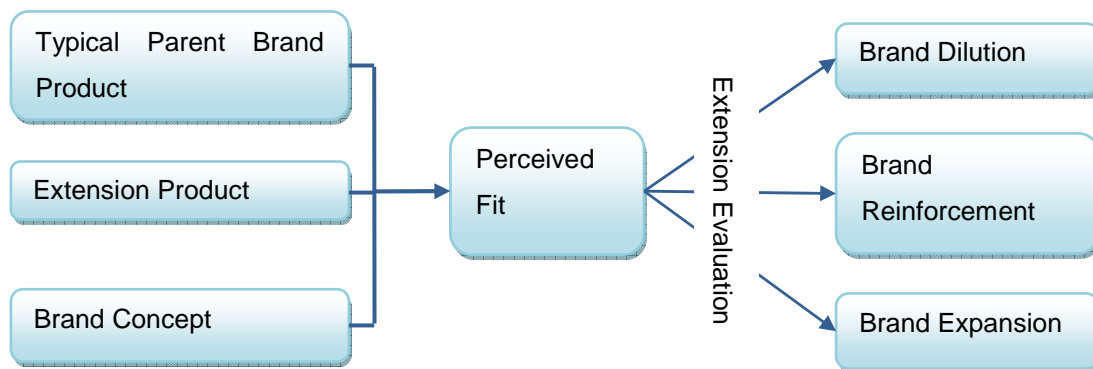 Typical Parent Brand
Product
Extension Product
Brand Concept
Perceived
Fit
Extension Evaluation
Brand Dilution
Brand
Reinforcement
Brand Expansion